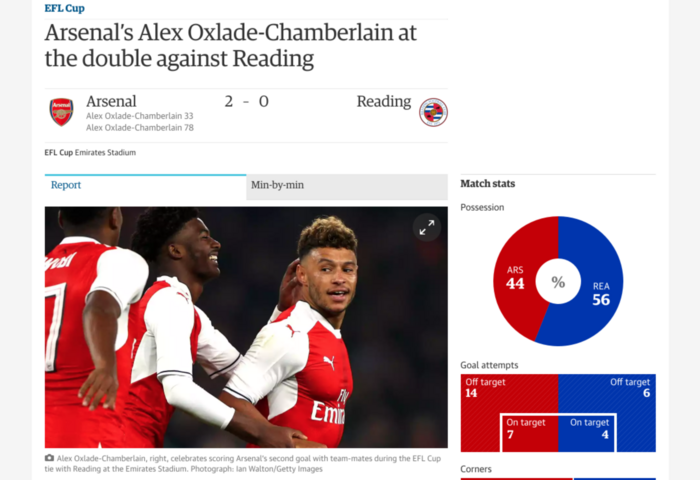 EFL Cup
Arsenal's Alex Oxlade-Chamberlain at
the double against Reading
Arsenal
2 - 0
Reading
Alex Oxlade-Chamberlain 33
Alex Oxlade-Chamberlain 78
EFL Cup Emirates Stadium
Report
Min-by-min
Alex Oxlade-Chamberlain, right, celebrates scoring Arsenal's second goal with team-mates during the EFL Cup
tie with Reading at the Emirates Stadium. Photograph: Ian Walton/Getty Images
Match stats
Possession
ARS
44
%
REA
56
Goal attempts
Off target
14
Off target
6
On target
7
On target
4
Corners